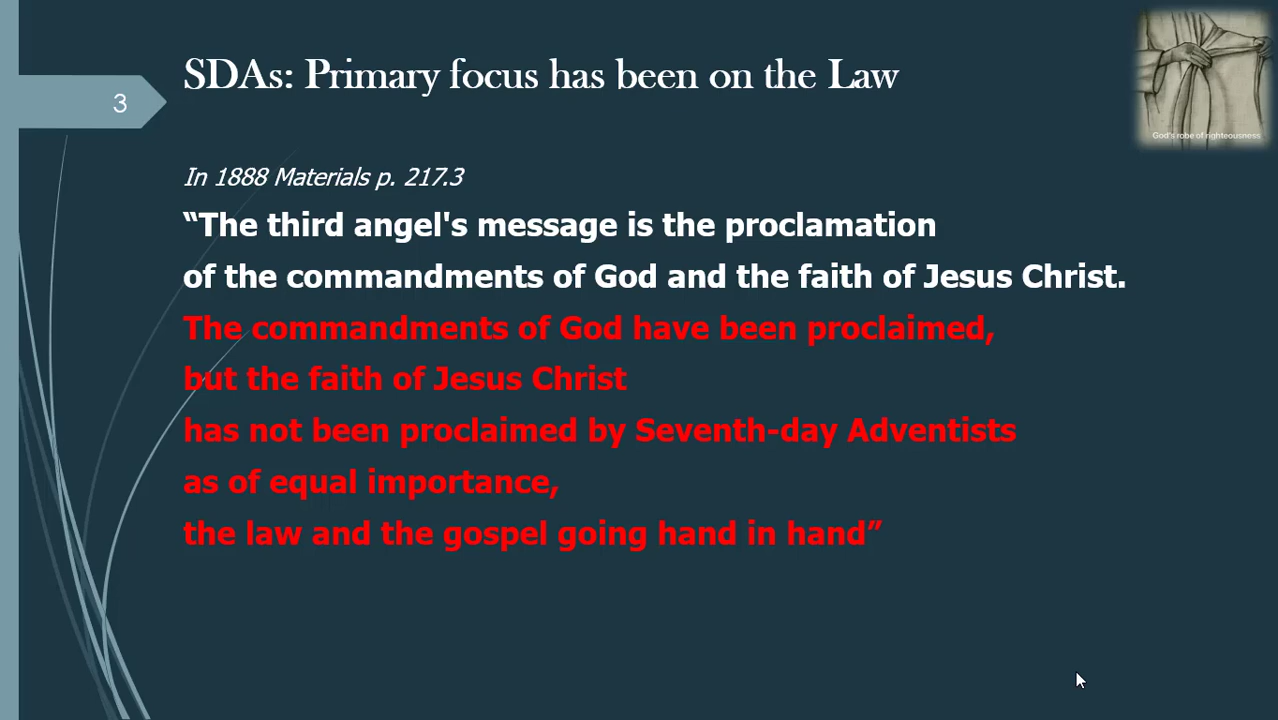 SDAs: Primary focus has been on the Law
3
God's robe of righteousness
In 1888 Materials p. 217.3
“The third angel's message is the proclamation
of the commandments of God and the faith of Jesus Christ.
The commandments of God have been proclaimed,
but the faith of Jesus Christ
has not been proclaimed by Seventh-day Adventists
as of equal importance,
the law and the gospel going hand in hand”